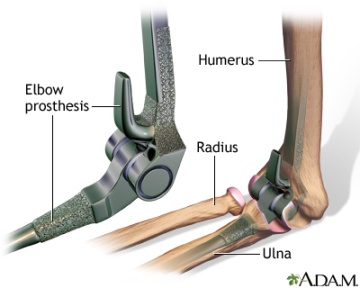 Elbow
prosthesis
Humerus
Radius
Ulna
A.D.A.M.